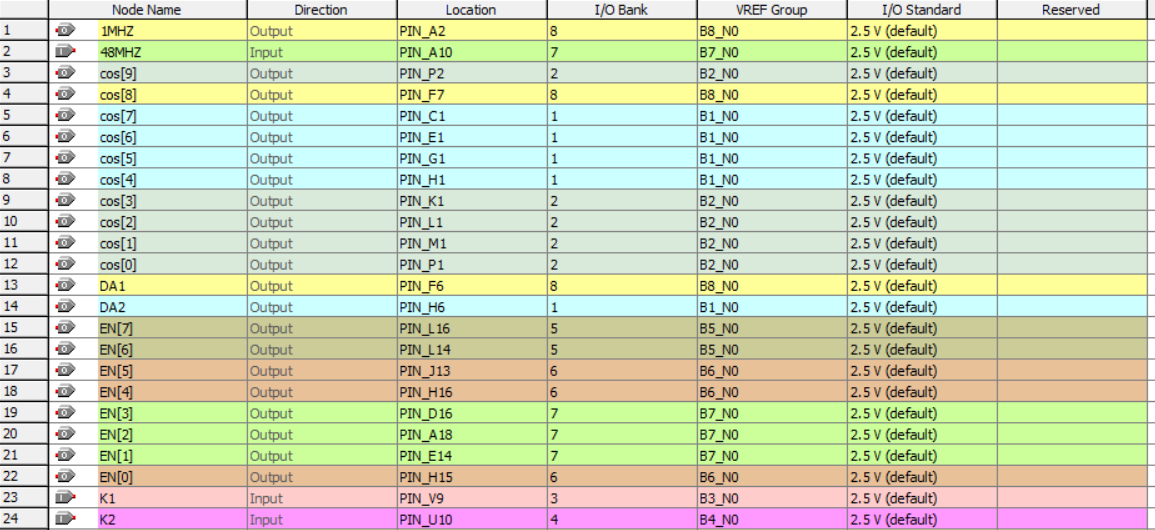 Node Name Direction Location I/O Bank VREF Group I/O Standard Reserved
1 1MHZ Output PIN_A2 8 B8_N0 2.5 V (default)
2 48MHZ Input PIN_A10 7 B7_N0 2.5 V (default)
3 cos[9] Output PIN_P2 2 B2_N0 2.5 V (default)
4 cos[8] Output PIN_F7 8 B8_N0 2.5 V (default)
5 cos[7] Output PIN_C1 1 B1_N0 2.5 V (default)
6 cos[6] Output PIN_E1 1 B1_N0 2.5 V (default)
7 cos[5] Output PIN_G1 1 B1_N0 2.5 V (default)
8 cos[4] Output PIN_H1 1 B1_N0 2.5 V (default)
9 cos[3] Output PIN_K1 2 B2_N0 2.5 V (default)
10 cos[2] Output PIN_L1 2 B2_N0 2.5 V (default)
11 cos[1] Output PIN_M1 2 B2_N0 2.5 V (default)
12 cos[0] Output PIN_P1 2 B2_N0 2.5 V (default)
13 DA1 Output PIN_F6 8 B8_N0 2.5 V (default)
14 DA2 Output PIN_H6 1 B1_N0 2.5 V (default)
15 EN[7] Output PIN_L16 5 B5_N0 2.5 V (default)
16 EN[6] Output PIN_L14 5 B5_N0 2.5 V (default)
17 EN[5] Output PIN_J13 6 B6_N0 2.5 V (default)
18 EN[4] Output PIN_H16 6 B6_N0 2.5 V (default)
19 EN[3] Output PIN_D16 7 B7_N0 2.5 V (default)
20 EN[2] Output PIN_A18 7 B7_N0 2.5 V (default)
21 EN[1] Output PIN_E14 7 B7_N0 2.5 V (default)
22 EN[0] Output PIN_H15 6 B6_N0 2.5 V (default)
23 K1 Input PIN_V9 3 B3_N0 2.5 V (default)
24 K2 Input PIN_U10 4 B4_N0 2.5 V (default)